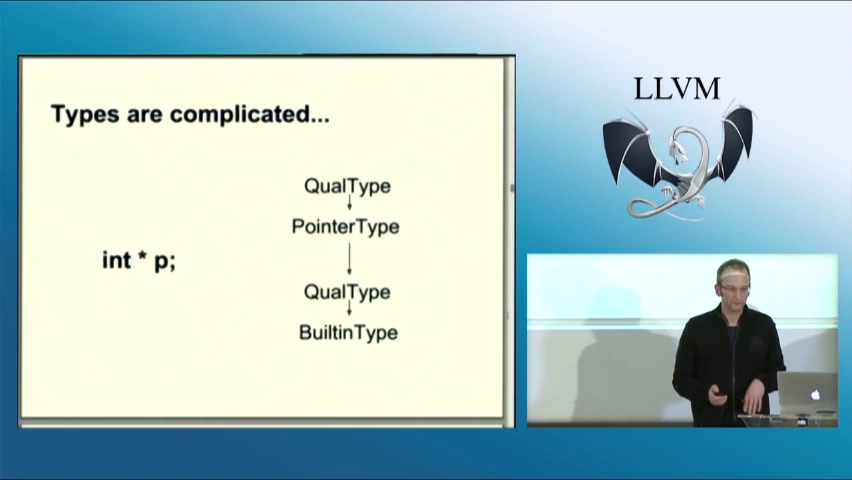 Types are complicated...
QualType
PointerType
int * p;
QualType
BuiltinType
LLVM